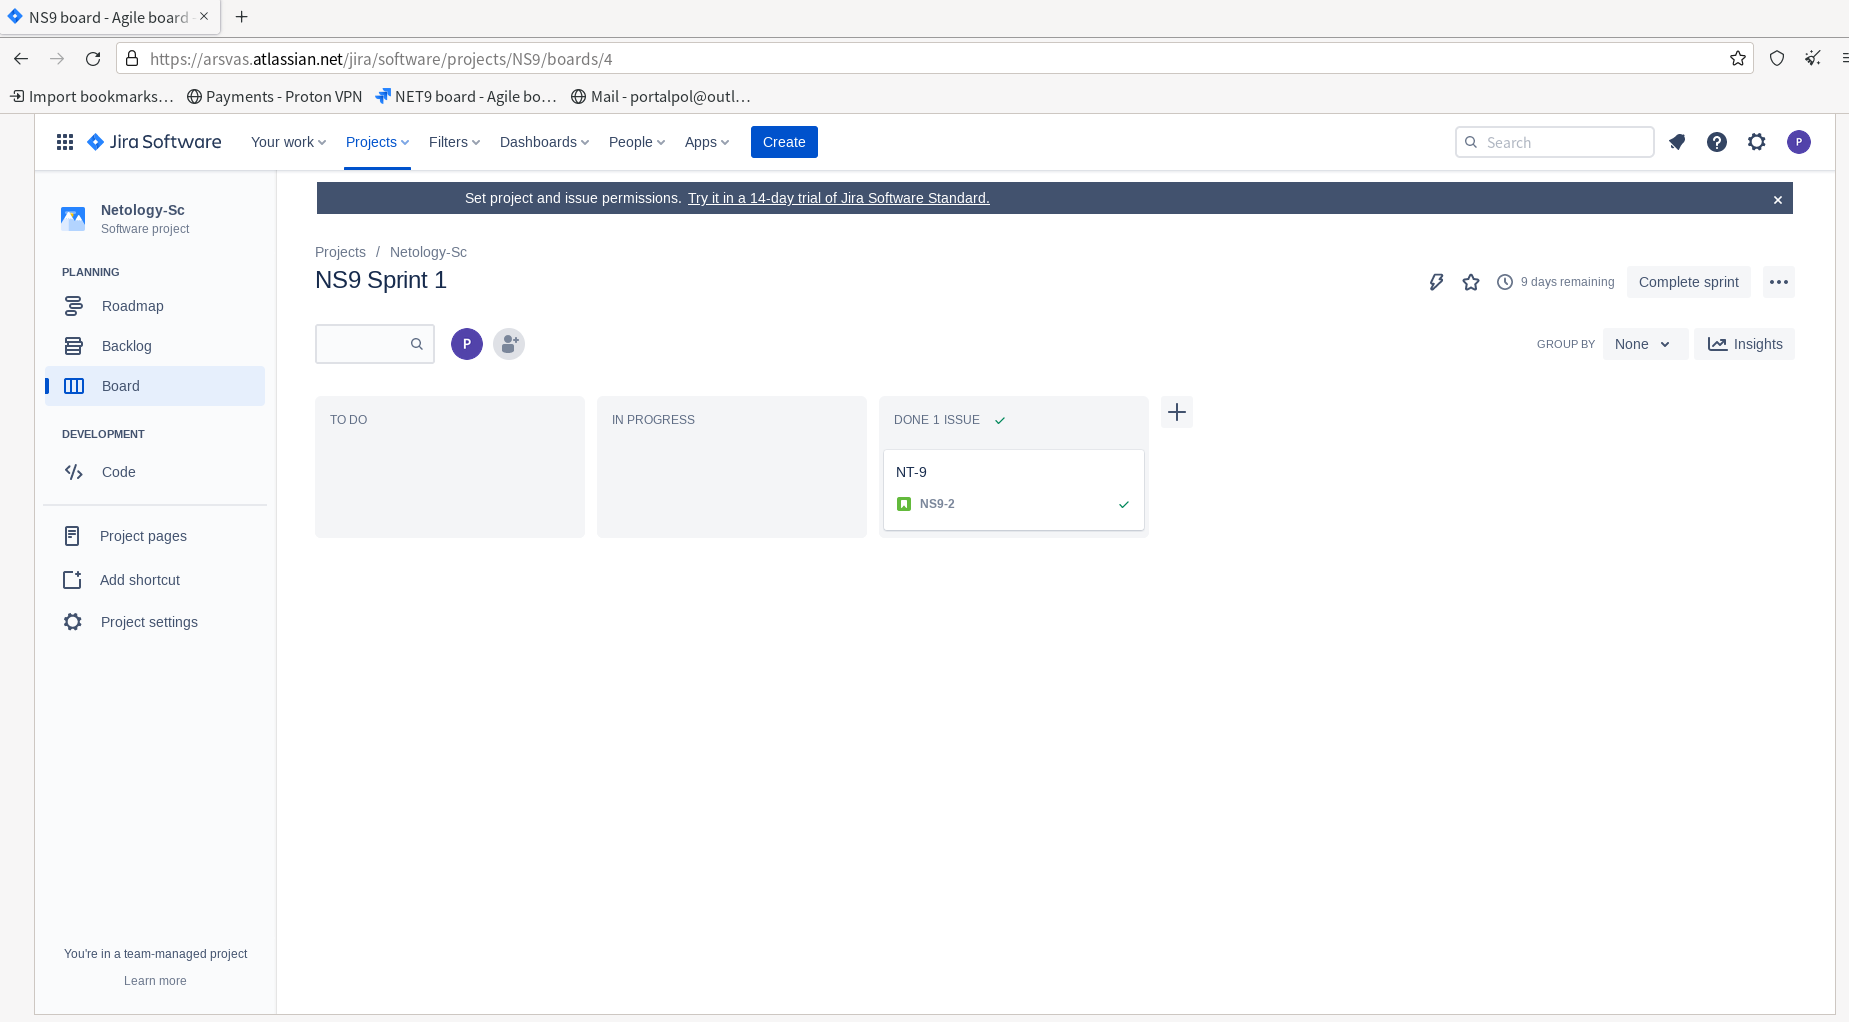 NS9 board - Agile board -
https://arsvas.atlassian.net/jira/software/projects/NS9/boards/4
Import bookmarks… Payments - Proton VPN NET9 board - Agile bo… Mail - portalpol@outl…
Jira Software Your work Projects Filters Dashboards People Apps Create Search P
Netology-Sc
Software project
PLANNING
Roadmap
Backlog
Board
DEVELOPMENT
Code
Project pages
Add shortcut
Project settings
You're in a team-managed project
Learn more
Set project and issue permissions. Try it in a 14-day trial of Jira Software Standard.
Projects / Netology-Sc
NS9 Sprint 1
9 days remaining Complete sprint
P
GROUP BY None Insights
TO DO IN PROGRESS DONE 1 ISSUE
NT-9
NS9-2